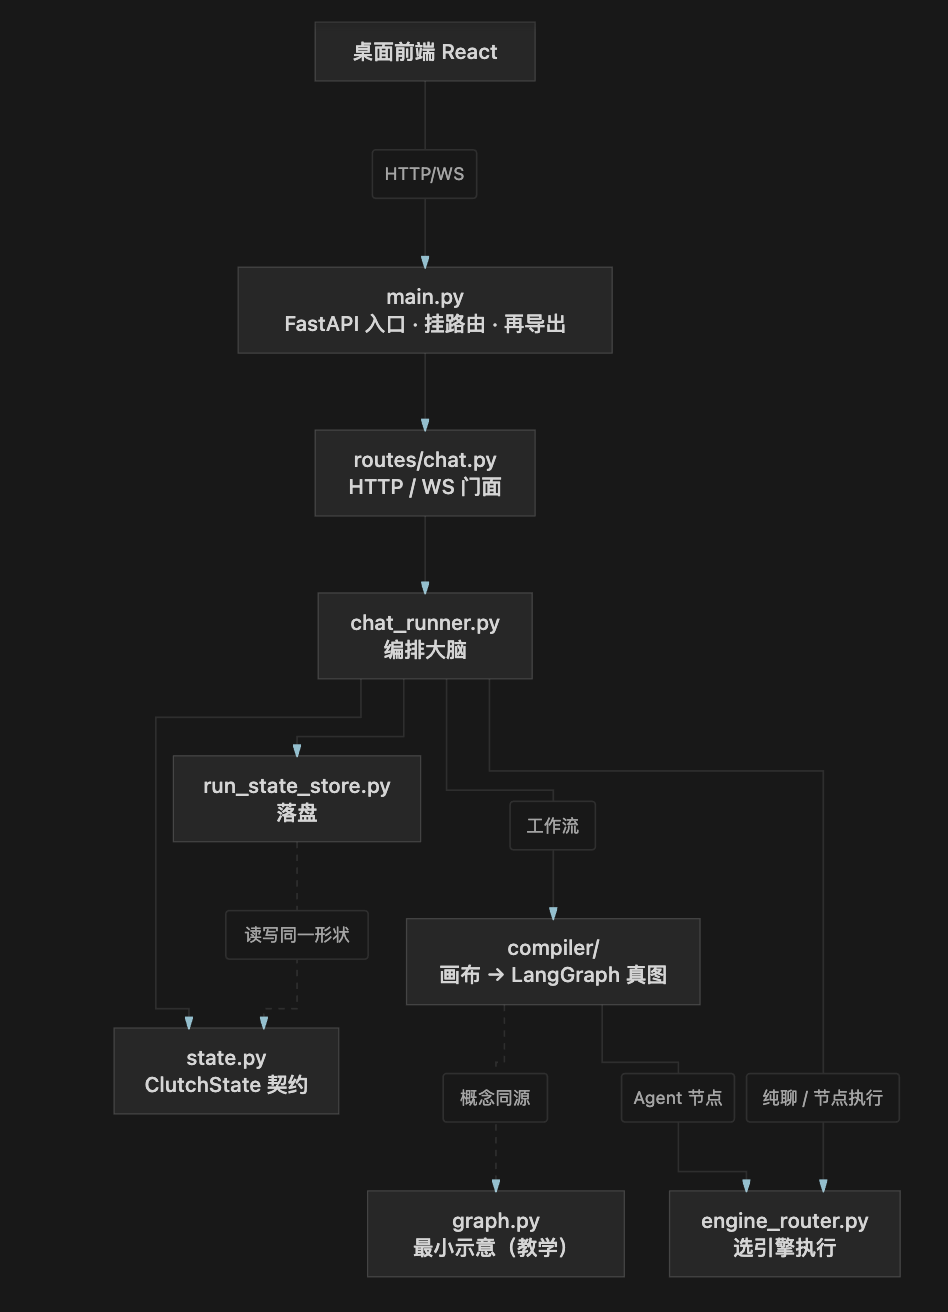 桌面前端 React
HTTP/WS
main.py
FastAPI 入口 · 挂路由 · 再导出
routes/chat.py
HTTP / WS 门面
chat_runner.py
编排大脑
run_state_store.py
落盘
工作流
读写同一形状
compiler/
画布 → LangGraph 真图
state.py
ClutchState 契约
概念同源
Agent 节点
纯聊 / 节点执行
graph.py
最小示意（教学）
engine_router.py
选引擎执行